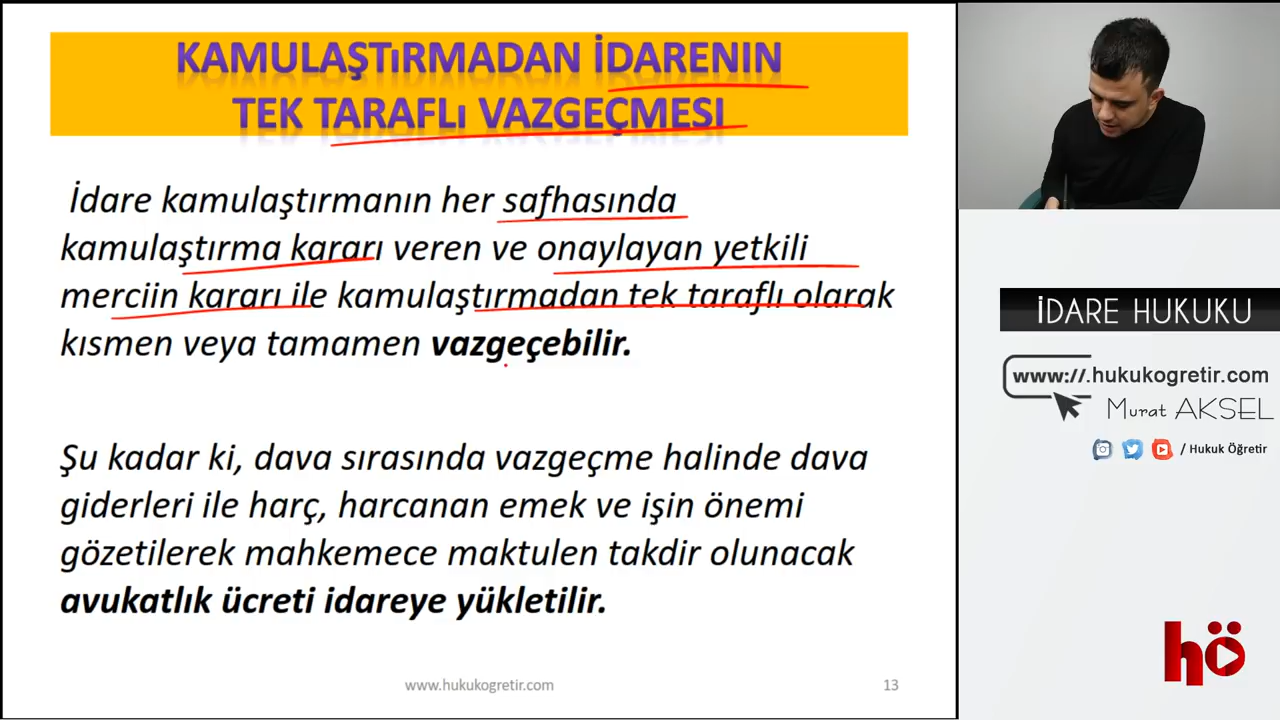 KAMULAŞTıRMADAN İDARENIN
TEK TARAFLı VAZGEÇMESI
İdare kamulaştırmanın her safhasında
kamulaştırma kararı veren ve onaylayan yetkili
merciin kararı ile kamulaştırmadan tek taraflı olarak
kısmen veya tamamen vazgeçebilir.
Şu kadar ki, dava sırasında vazgeçme halinde dava
giderleri ile harç, harcanan emek ve işin önemi
gözetilerek mahkemece maktulen takdir olunacak
avukatlık ücreti idareye yükletilir.
www.hukukogretir.com
13
İDARE HUKUKU
www://.hukukogretir.com
Murat AKSEL
/ Hukuk Öğretir
hö